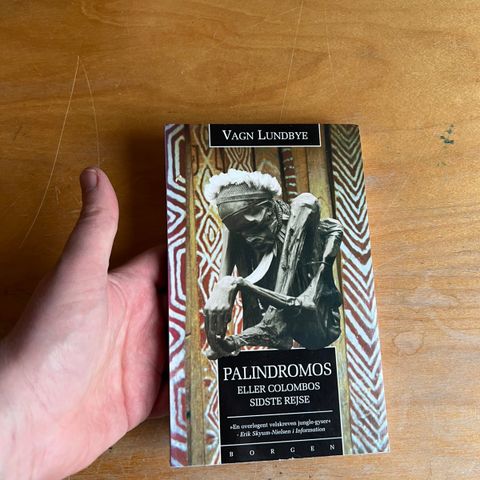 VAGN LUNDBYE
PALINDROMOS
ELLER COLOMBOS
SIDSTE REJSE
»En overlegent velskreven jungle-gyser«
- Erik Skyum-Nielsen i Information
BORGEN